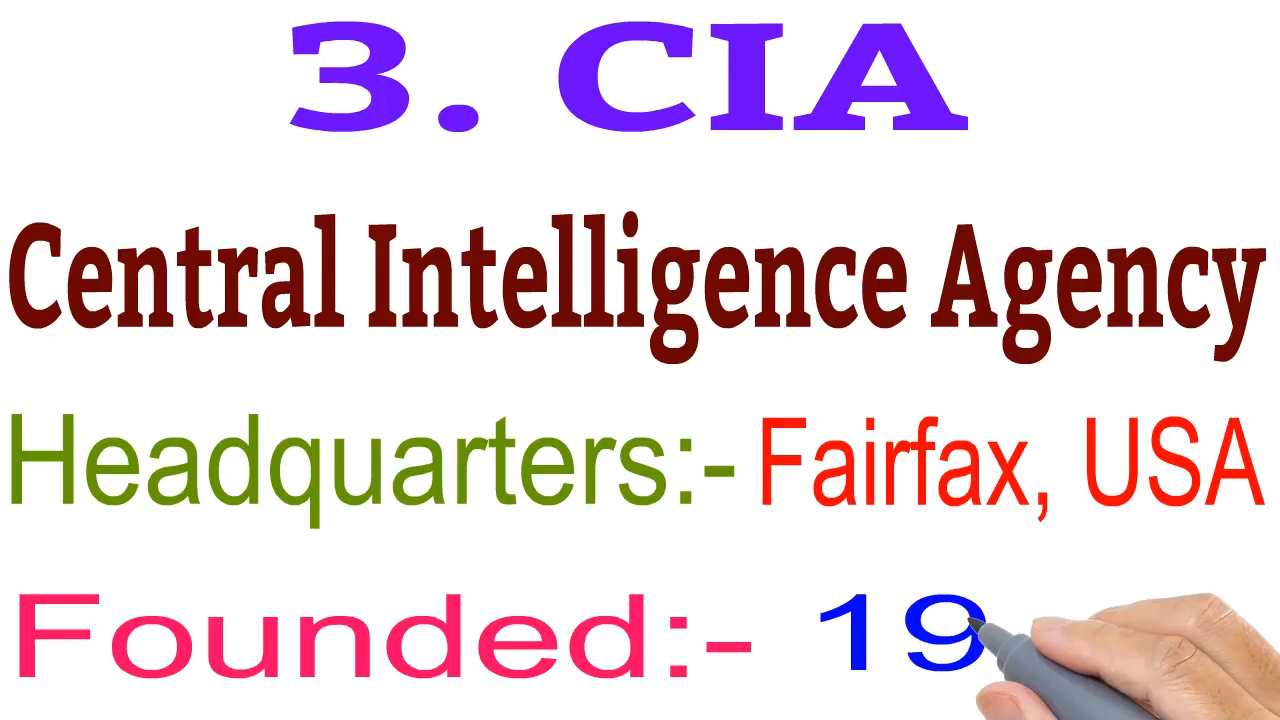 3. CIA
Central Intelligence Agency
Headquarters:- Fairfax, USA
Founded:- 19